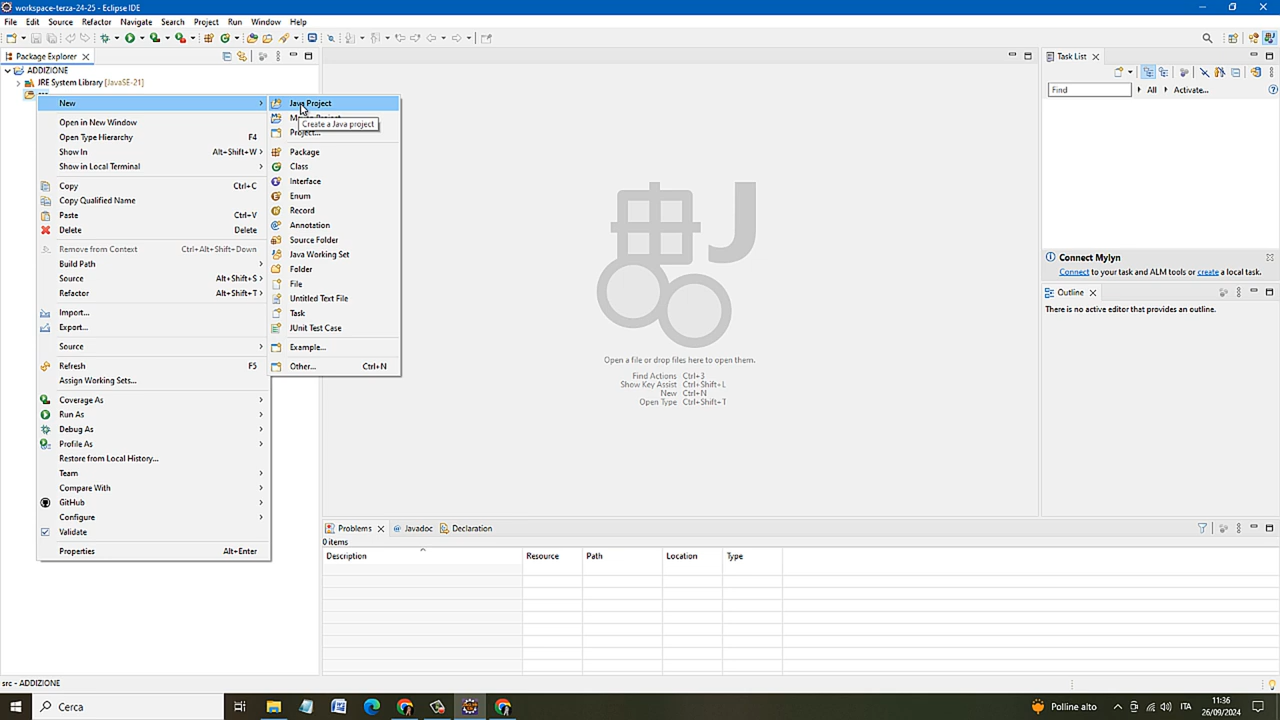 workspace-terza-24-25 - Eclipse IDE
File Edit Source Refactor Navigate Search Project Run Window Help
Package Explorer
ADDIZIONE
JRE System Library [JavaSE-21]
New
Open in New Window
Open Type Hierarchy F4
Show In Alt+Shift+W
Show in Local Terminal
Copy Ctrl+C
Copy Qualified Name
Paste Ctrl+V
Delete Delete
Remove from Context Ctrl+Alt+Shift+Down
Build Path
Source Alt+Shift+S
Refactor Alt+Shift+T
Import...
Export...
Source
Refresh F5
Assign Working Sets...
Coverage As
Run As
Debug As
Profile As
Restore from Local History...
Team
Compare With
GitHub
Configure
Validate
Properties Alt+Enter
Java Project
Create a Java project
Project...
Package
Class
Interface
Enum
Record
Annotation
Source Folder
Java Working Set
Folder
File
Untitled Text File
Task
JUnit Test Case
Example...
Other... Ctrl+N
Open a file or drop files here to open them.
Find Actions Ctrl+3
Show Key Assist Ctrl+Shift+L
New Ctrl+N
Open Type Ctrl+Shift+T
Task List
Find All Activate...
Connect Mylyn
Connect to your task and ALM tools or create a local task.
Outline
There is no active editor that provides an outline.
Problems Javadoc Declaration
0 items
Description Resource Path Location Type
src - ADDIZIONE
Cerca
Polline alto
ITA
11:36
26/09/2024